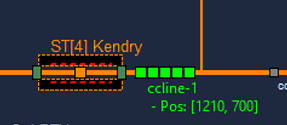 ST[4] Kendry
ccline-1
- Pos: [1210, 700]